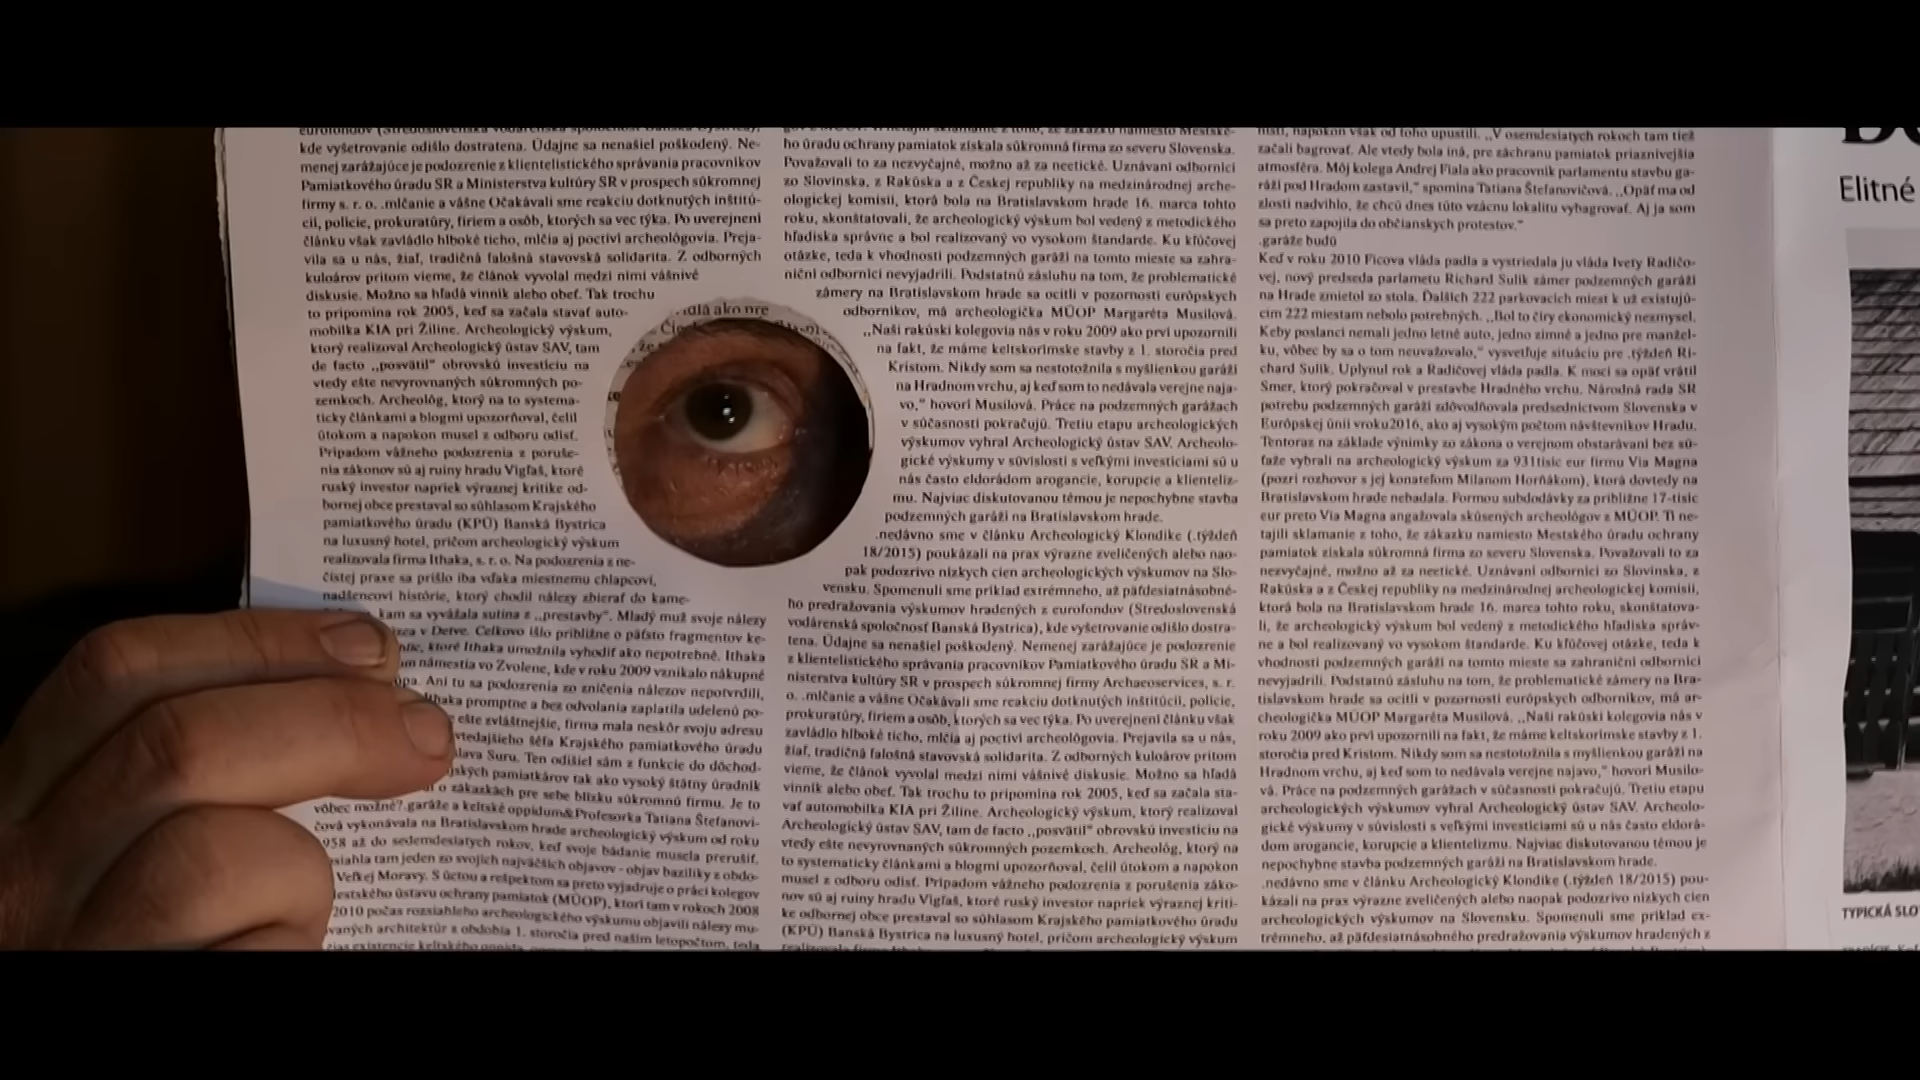 eurofondov (Stredoslovenská vodárenská spoločnosť Banská Bystrica),
kde vyšetrovanie odišlo dostratena. Údajne sa nenašiel poškodený. Ne-
menej zarážajúce je podozrenie z klientelistického správania pracovníkov
Pamiatkového úradu SR a Ministerstva kultúry SR v prospech súkromnej
firmy s. r. o. .mlčanie a vášne Očakávali sme reakciu dotknutých inštitú-
cií, polície, prokuratúry, firiem a osôb, ktorých sa vec týka. Po uverejnení
článku však zavládlo hlboké ticho, mlčia aj poctiví archeológovia. Preja-
vila sa u nás, žiaľ, tradičná falošná stavovská solidarita. Z odborných
kuloárov pritom vieme, že článok vyvolal medzi nimi vášnivé
diskusie. Možno sa hľadá vinník alebo obeť. Tak trochu
to pripomína rok 2005, keď sa začala stavať auto-
mobilka KIA pri Žiline. Archeologický výskum,
ktorý realizoval Archeologický ústav SAV, tam
de facto ,,posvätil" obrovskú investíciu na
vtedy ešte nevyrovnaných súkromných po-
zemkoch. Archeológ, ktorý na to systema-
ticky článkami a blogmi upozorňoval, čelil
útokom a napokon musel z odboru odísť.
Prípadom vážneho podozrenia z poruše-
nia zákonov sú aj ruiny hradu Vígľaš, ktoré
ruský investor napriek výraznej kritike od-
bornej obce prestaval so súhlasom Krajského
pamiatkového úradu (KPÚ) Banská Bystrica
na luxusný hotel, pričom archeologický výskum
realizovala firma Ithaka, s. r. o. Na podozrenia z ne-
čistej praxe sa prišlo iba vďaka miestnemu chlapcovi,
nadšencovi histórie, ktorý chodil nálezy zbierať do kame-
kam sa vyvážala sutina z ,,prestavby". Mladý muž svoje nálezy
v Detve. Celkovo išlo približne o päťsto fragmentov ke-
ktoré Ithaka umožnila vyhodiť ako nepotrebné. Ithaka
námestia vo Zvolene, kde v roku 2009 vznikalo nákupné
Ani tu sa podozrenia zo zničenia nálezov nepotvrdili,
promptne a bez odvolania zaplatila udelenú po-
ešte zvláštnejšie, firma mala neskôr svoju adresu
vtedajšieho šéfa Krajského pamiatkového úradu
Suru. Ten odišiel sám z funkcie do dôchod-
pamiatkárov tak ako vysoký štátny úradník
o zákazkách pre sebe blízku súkromnú firmu. Je to
vôbec možné?.garáže a keltské oppidum&Profesorka Tatiana Štefanovi-
čová vykonávala na Bratislavskom hrade archeologický výskum od roku
1958 až do sedemdesiatych rokov, keď svoje bádanie musela prerušiť.
tam jeden zo svojich najväčších objavov - objav baziliky z obdo-
Veľkej Moravy. S úctou a rešpektom sa preto vyjadruje o práci kolegov
ústavu ochrany pamiatok (MÚOP), ktorí tam v rokoch 2008
2010 počas rozsiahleho archeologického výskumu objavili nálezy mu-
architektúr z obdobia 1. storočia pred naším letopočtom, teda
existencie keltského oppida
ako pre
ho úradu ochrany pamiatok získala súkromná firma zo severu Slovenska.
Považovali to za nezvyčajné, možno až za neetické. Uznávaní odborníci
zo Slovinska, z Rakúska a z Českej republiky na medzinárodnej arche-
ologickej komisii, ktorá bola na Bratislavskom hrade 16. marca tohto
roku, skonštatovali, že archeologický výskum bol vedený z metodického
hľadiska správne a bol realizovaný vo vysokom štandarde. Ku kľúčovej
otázke, teda k vhodnosti podzemných garáží na tomto mieste sa zahra-
niční odborníci nevyjadrili. Podstatnú zásluhu na tom, že problematické
zámery na Bratislavskom hrade sa ocitli v pozornosti európskych
odborníkov, má archeologička MÚOP Margaréta Musilová.
,,Naši rakúski kolegovia nás v roku 2009 ako prví upozornili
na fakt, že máme keltskorímske stavby z 1. storočia pred
Kristom. Nikdy som sa nestotožnila s myšlienkou garáží
na Hradnom vrchu, aj keď som to nedávala verejne naja-
vo," hovorí Musilová. Práce na podzemných garážach
v súčasnosti pokračujú. Tretiu etapu archeologických
výskumov vyhral Archeologický ústav SAV. Archeolo-
gické výskumy v súvislosti s veľkými investíciami sú u
nás často eldorádom arogancie, korupcie a klienteliz-
mu. Najviac diskutovanou témou je nepochybne stavba
podzemných garáží na Bratislavskom hrade.
.nedávno sme v článku Archeologický Klondike (.týždeň
18/2015) poukázali na prax výrazne zveličených alebo nao-
pak podozrivo nízkych cien archeologických výskumov na Slo-
vensku. Spomenuli sme príklad extrémneho, až päťdesiatnásobné-
ho predražovania výskumov hradených z eurofondov (Stredoslovenská
vodárenská spoločnosť Banská Bystrica), kde vyšetrovanie odišlo dostra-
tena. Údajne sa nenašiel poškodený. Nemenej zarážajúce je podozrenie
z klientelistického správania pracovníkov Pamiatkového úradu SR a Mi-
nisterstva kultúry SR v prospech súkromnej firmy Archaeoservices, s. r.
o. .mlčanie a vášne Očakávali sme reakciu dotknutých inštitúcií, polície,
prokuratúry, firiem a osôb, ktorých sa vec týka. Po uverejnení článku však
zavládlo hlboké ticho, mlčia aj poctiví archeológovia. Prejavila sa u nás,
žiaľ, tradičná falošná stavovská solidarita. Z odborných kuloárov pritom
vieme, že článok vyvolal medzi nimi vášnivé diskusie. Možno sa hľadá
vinník alebo obeť. Tak trochu to pripomína rok 2005, keď sa začala sta-
vať automobilka KIA pri Žiline. Archeologický výskum, ktorý realizoval
Archeologický ústav SAV, tam de facto ,,posvätil" obrovskú investíciu na
vtedy ešte nevyrovnaných súkromných pozemkoch. Archeológ, ktorý na
to systematicky článkami a blogmi upozorňoval, čelil útokom a napokon
musel z odboru odísť. Prípadom vážneho podozrenia z porušenia záko-
nov sú aj ruiny hradu Vígľaš, ktoré ruský investor napriek výraznej kriti-
ke odbornej obce prestaval so súhlasom Krajského pamiatkového úradu
(KPÚ) Banská Bystrica na luxusný hotel, pričom archeologický výskum
napokon však od toho upustili. ,,V osemdesiatych rokoch tam tiež
začali bagrovať. Ale vtedy bola iná, pre záchranu pamiatok priaznivejšia
atmosféra. Môj kolega Andrej Fiala ako pracovník parlamentu stavbu ga-
ráží pod Hradom zastavil," spomína Tatiana Štefanovičová. ,,Opäť ma od
zlosti nadvihlo, že chcú dnes túto vzácnu lokalitu vybagrovať. Aj ja som
sa preto zapojila do občianskych protestov."
.garáže budú
Keď v roku 2010 Ficova vláda padla a vystriedala ju vláda Ivety Radičo-
vej, nový predseda parlamentu Richard Sulík zámer podzemných garáží
na Hrade zmietol zo stola. Ďalších 222 parkovacích miest k už existujú-
cim 222 miestam nebolo potrebných. ,,Bol to číry ekonomický nezmysel.
Keby poslanci nemali jedno letné auto, jedno zimné a jedno pre manžel-
ku, vôbec by sa o tom neuvažovalo," vysvetľuje situáciu pre .týždeň Ri-
chard Sulík. Uplynul rok a Radičovej vláda padla. K moci sa opäť vrátil
Smer, ktorý pokračoval v prestavbe Hradného vrchu. Národná rada SR
potrebu podzemných garáží zdôvodňovala predsedníctvom Slovenska v
Európskej únii vroku2016, ako aj vysokým počtom návštevníkov Hradu.
Tentoraz na základe výnimky zo zákona o verejnom obstarávaní bez sú-
ťaže vybrali na archeologický výskum za 931tisíc eur firmu Via Magna
(pozri rozhovor s jej konateľom Milanom Horňákom), ktorá dovtedy na
Bratislavskom hrade nebádala. Formou subdodávky za približne 17-tisíc
eur preto Via Magna angažovala skúsených archeológov z MÚOP. Tí ne-
tajili sklamanie z toho, že zákazku namiesto Mestského úradu ochrany
pamiatok získala súkromná firma zo severu Slovenska. Považovali to za
nezvyčajné, možno až za neetické. Uznávaní odborníci zo Slovinska, z
Rakúska a z Českej republiky na medzinárodnej archeologickej komisii,
ktorá bola na Bratislavskom hrade 16. marca tohto roku, skonštatova-
li, že archeologický výskum bol vedený z metodického hľadiska správ-
ne a bol realizovaný vo vysokom štandarde. Ku kľúčovej otázke, teda k
vhodnosti podzemných garáží na tomto mieste sa zahraniční odborníci
nevyjadrili. Podstatnú zásluhu na tom, že problematické zámery na Bra-
tislavskom hrade sa ocitli v pozornosti európskych odborníkov, má ar-
cheologička MÚOP Margaréta Musilová. ,,Naši rakúski kolegovia nás v
roku 2009 ako prví upozornili na fakt, že máme keltskorímske stavby z 1.
storočia pred Kristom. Nikdy som sa nestotožnila s myšlienkou garáží na
Hradnom vrchu, aj keď som to nedávala verejne najavo," hovorí Musilo-
vá. Práce na podzemných garážach v súčasnosti pokračujú. Tretiu etapu
archeologických výskumov vyhral Archeologický ústav SAV. Archeolo-
gické výskumy v súvislosti s veľkými investíciami sú u nás často eldorá-
dom arogancie, korupcie a klientelizmu. Najviac diskutovanou témou je
nepochybne stavba podzemných garáží na Bratislavskom hrade.
.nedávno sme v článku Archeologický Klondike (.týždeň 18/2015) pou-
kázali na prax výrazne zveličených alebo naopak podozrivo nízkych cien
archeologických výskumov na Slovensku. Spomenuli sme príklad ex-
trémneho, až päťdesiatnásobného predražovania výskumov hradených z
Elitné
TYPICKÁ SLO